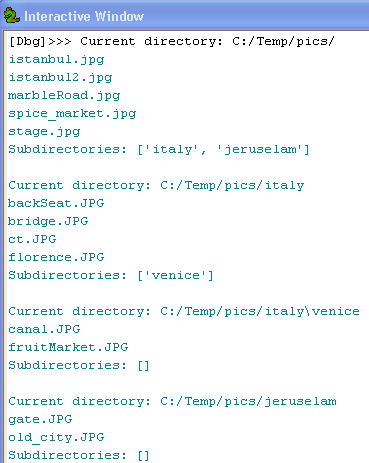 Interactive Window
[Dbg]>>> Current directory: C:/Temp/pics/
istanbul.jpg
istanbul2.jpg
marbleRoad.jpg
spice_market.jpg
stage.jpg
Subdirectories: ['italy', 'jeruselam']
Current directory: C:/Temp/pics/italy
backSeat.JPG
bridge.JPG
ct.JPG
florence.JPG
Subdirectories: ['venice']
Current directory: C:/Temp/pics/italy\venice
canal.JPG
fruitMarket.JPG
Subdirectories: []
Current directory: C:/Temp/pics/jeruselam
gate.JPG
old_city.JPG
Subdirectories: []